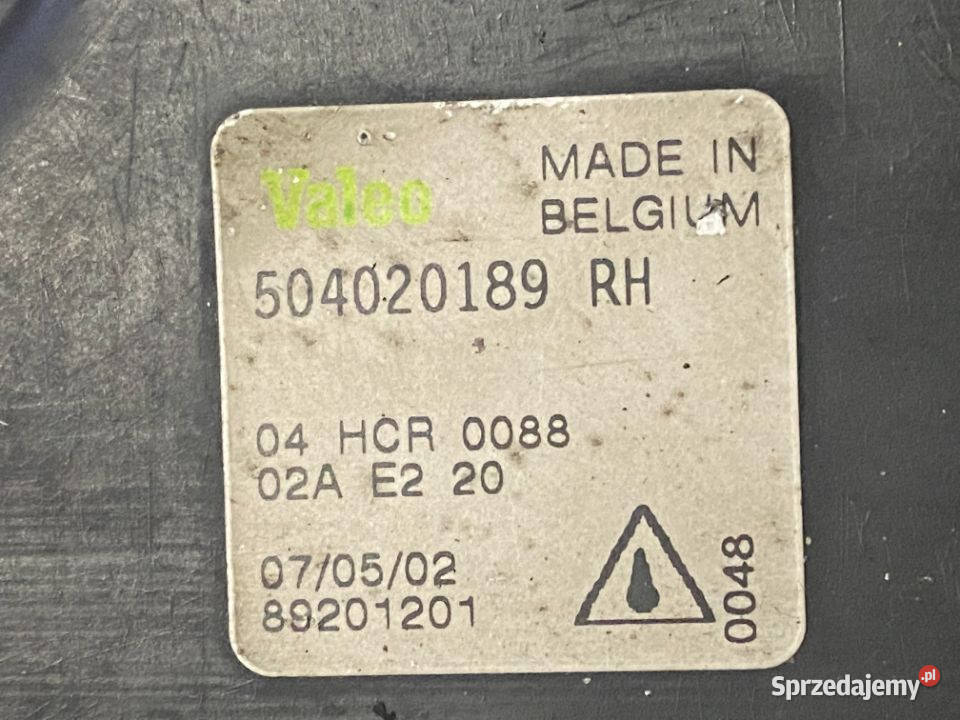 Valeo
MADE IN
BELGIUM
504020189 RH
04 HCR 0088
02A E2 20
07/05/02
89201201
0048
Sprzedajemy.pl